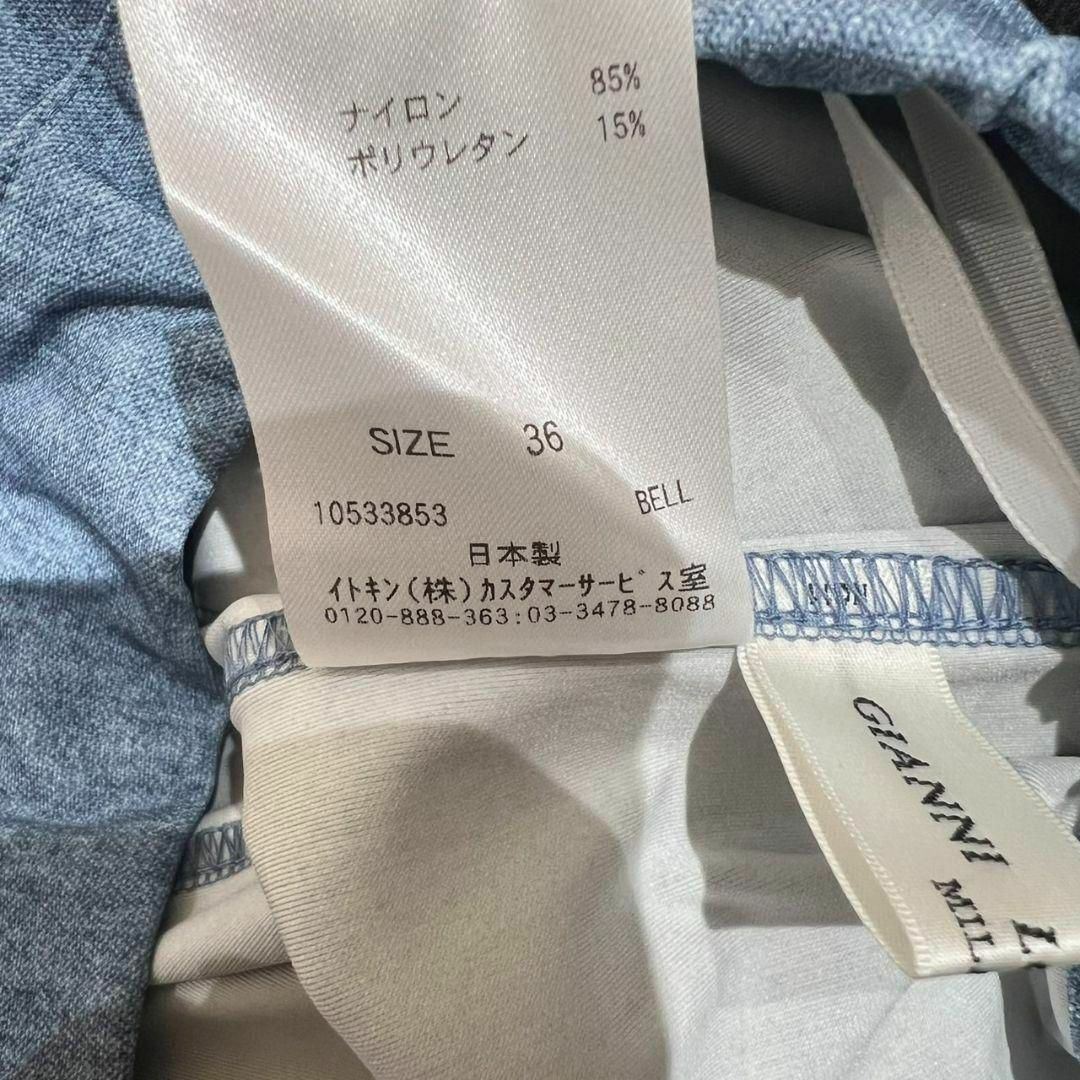 ナイロン 85%
ポリウレタン 15%
SIZE 36
10533853 BELL
日本製
イトキン(株)カスタマーサービス室
0120-888-363:03-3478-8088
GIANNI